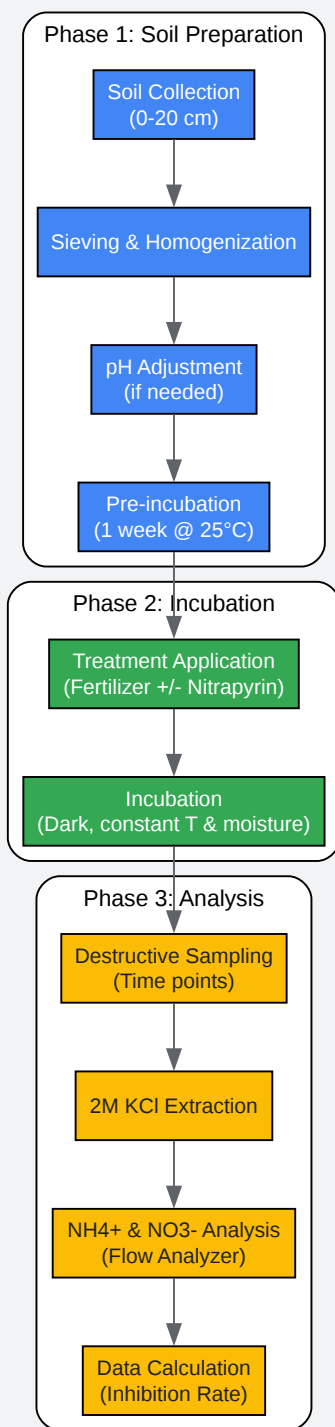 Phase 1: Soil Preparation
Soil Collection
(0-20 cm)
Sieving & Homogenization
pH Adjustment
(if needed)
Pre-incubation
(1 week @ 25°C)
Phase 2: Incubation
Treatment Application
(Fertilizer +/- Nitrapyrin)
Incubation
(Dark, constant T & moisture)
Phase 3: Analysis
Destructive Sampling
(Time points)
2M KCl Extraction
NH4+ & NO3- Analysis
(Flow Analyzer)
Data Calculation
(Inhibition Rate)